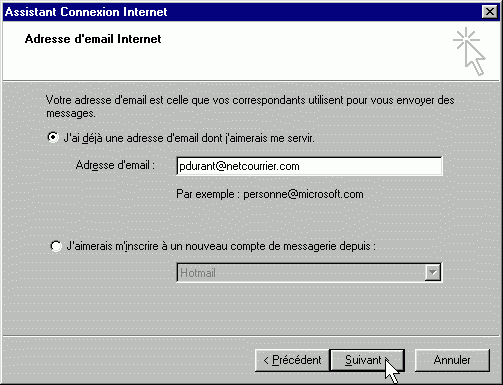 Assistant Connexion Internet
Adresse d'email Internet
Votre adresse d'email est celle que vos correspondants utilisent pour vous envoyer des
messages.
J'ai déjà une adresse d'email dont j'aimerais me servir.
Adresse d'email :
pdurant@netcourrier.com
Par exemple : personne@microsoft.com
J'aimerais m'inscrire à un nouveau compte de messagerie depuis :
Hotmail
< Précédent
Suivant >
Annuler